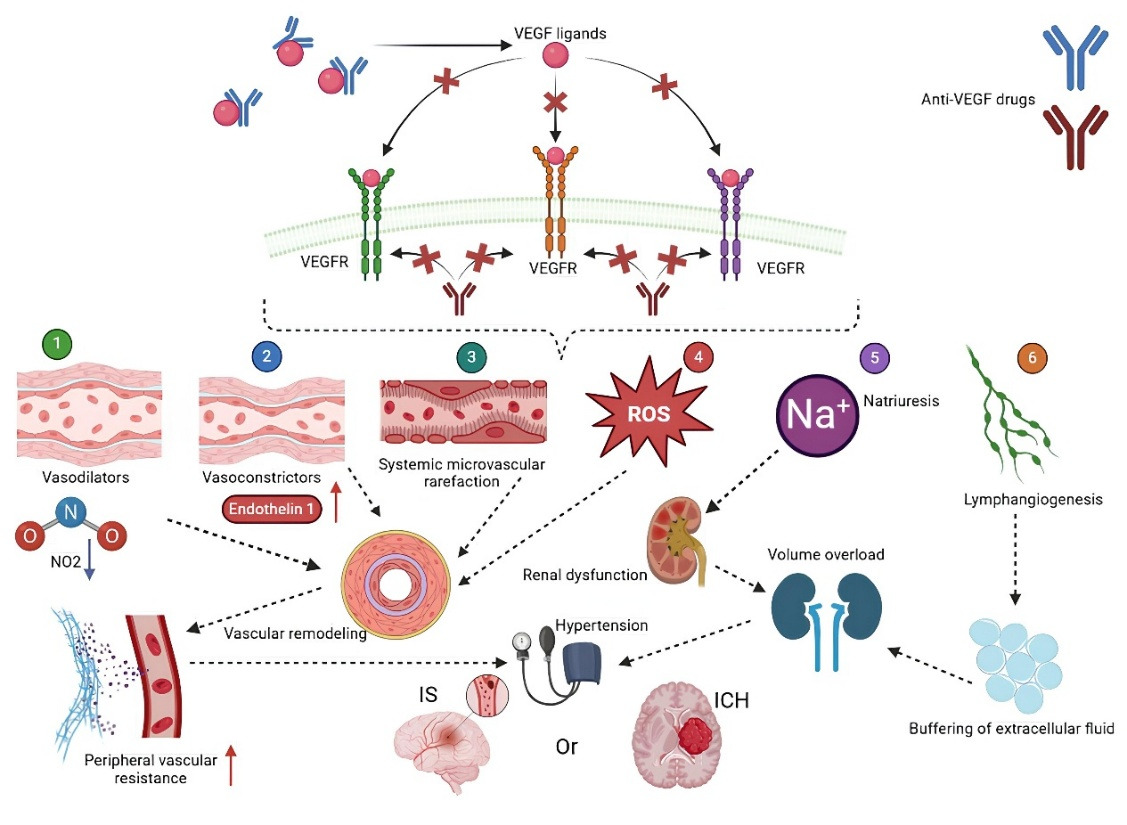 VEGF ligands
Anti-VEGF drugs
VEGFR
VEGFR
VEGFR
1
2
3
4
5
6
ROS
Na+
Natriuresis
Vasodilators
Vasoconstrictors
Endothelin 1
Systemic microvascular
rarefaction
Lymphangiogenesis
N
O
O
NO2
Renal dysfunction
Volume overload
Vascular remodeling
Hypertension
IS
ICH
Or
Buffering of extracellular fluid
Peripheral vascular
resistance